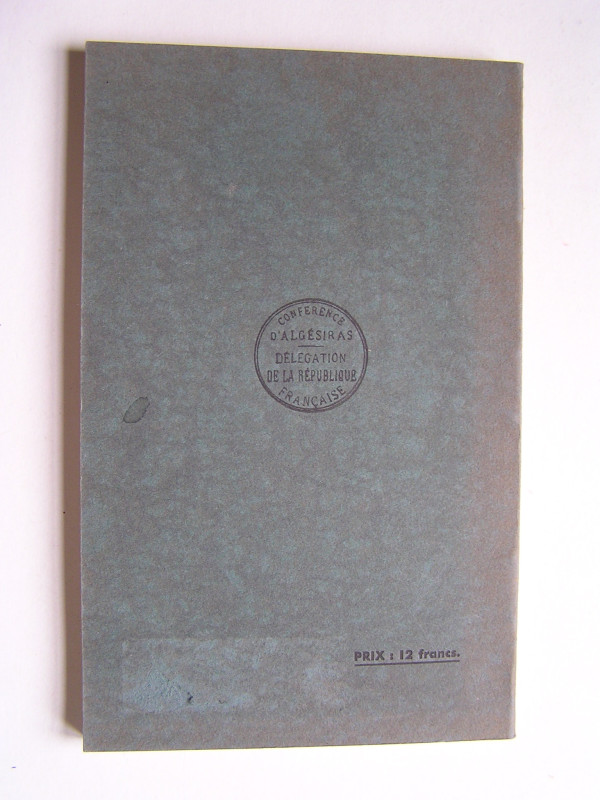 CONFERENCE
D'ALGÉSIRAS
DÉLÉGATION
DE LA RÉPUBLIQUE
FRANÇAISE
PRIX : 12 francs.